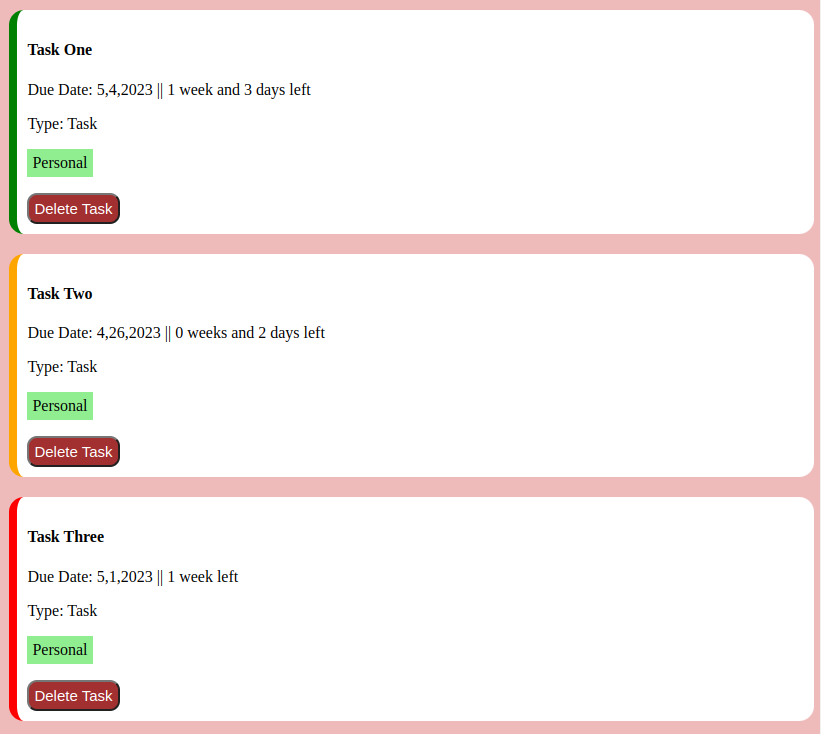 Task One
Due Date: 5,4,2023 || 1 week and 3 days left
Type: Task
Personal
Delete Task
Task Two
Due Date: 4,26,2023 || 0 weeks and 2 days left
Type: Task
Personal
Delete Task
Task Three
Due Date: 5,1,2023 || 1 week left
Type: Task
Personal
Delete Task